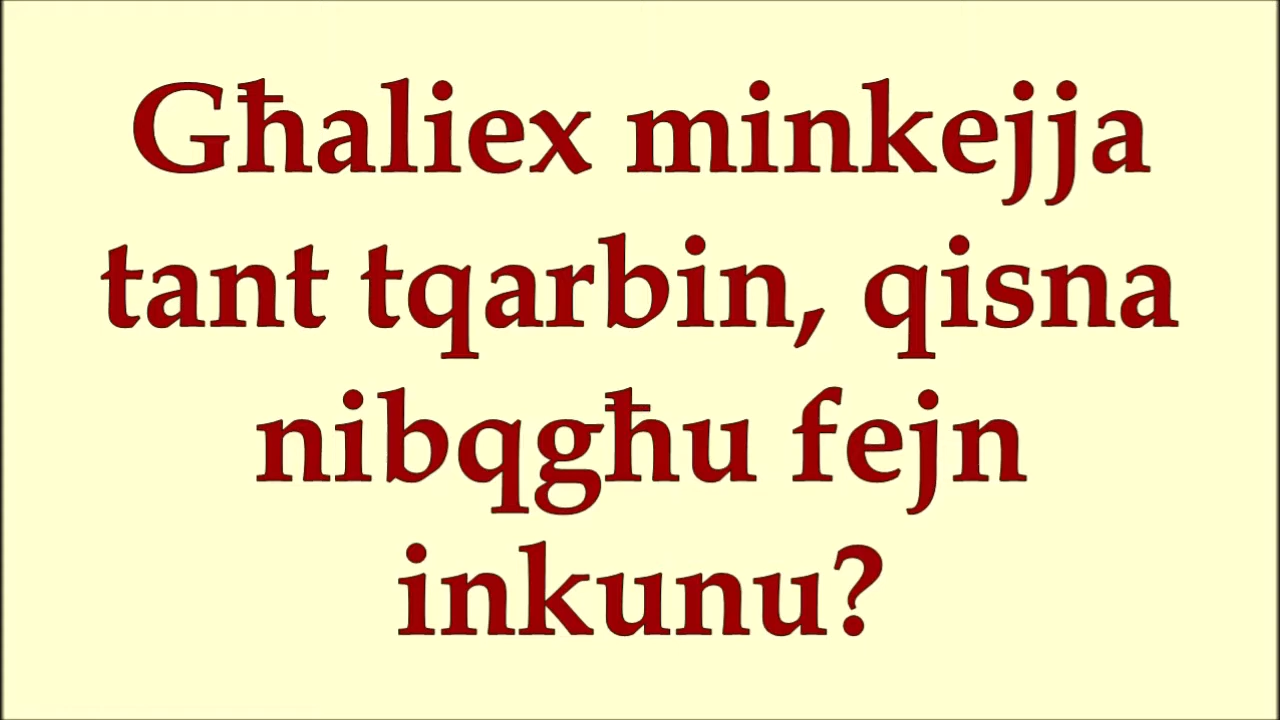 Għaliex minkejja
tant tqarbin, qisna
nibqgħu fejn
inkunu?